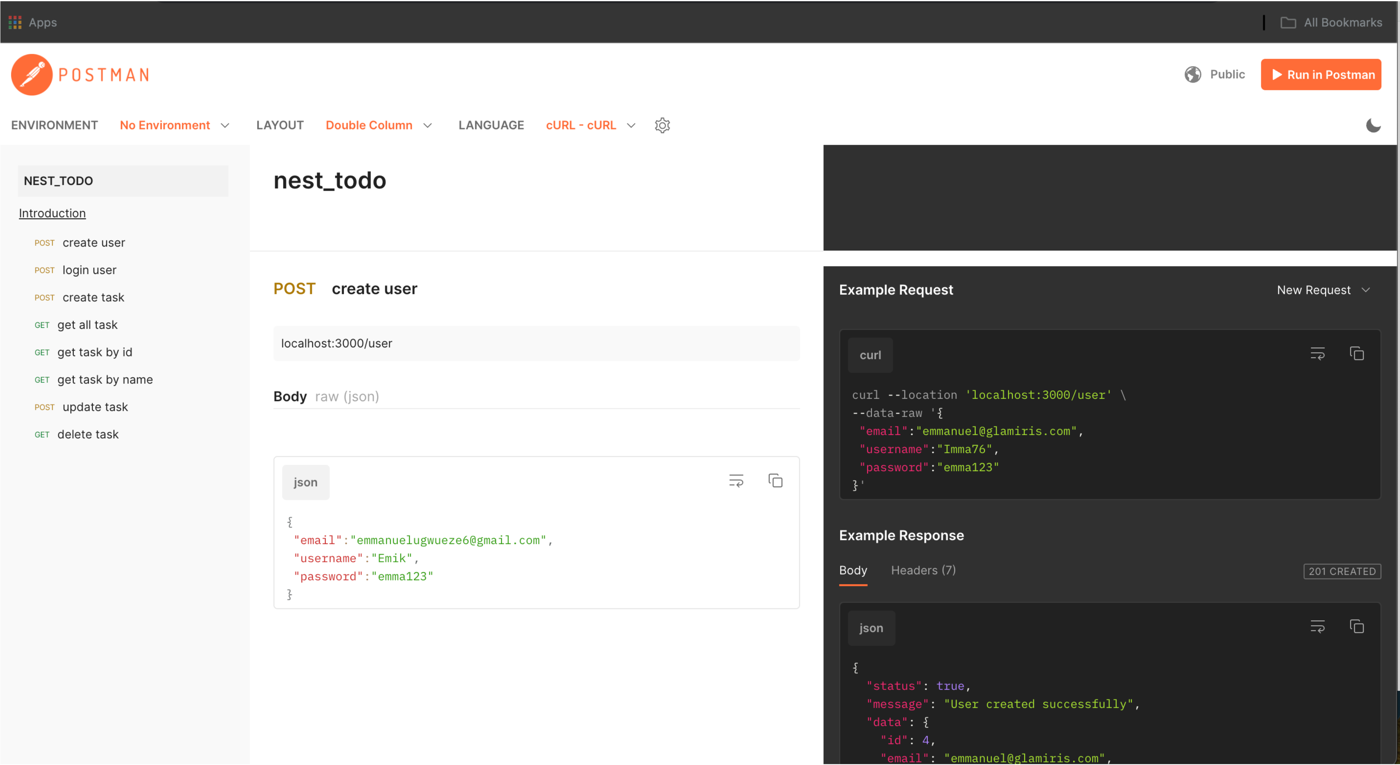 Apps
All Bookmarks
POSTMAN
Public
Run in Postman
ENVIRONMENT No Environment LAYOUT Double Column LANGUAGE cURL - cURL
NEST_TODO
Introduction
POST create user
POST login user
POST create task
GET get all task
GET get task by id
GET get task by name
POST update task
GET delete task
nest_todo
POST create user
localhost:3000/user
Body raw (json)
json
{
"email":"emmanuelugwueze6@gmail.com",
"username":"Emik",
"password":"emma123"
}
Example Request
New Request
curl
curl --location 'localhost:3000/user' \
--data-raw '{
"email":"emmanuel@glamiris.com",
"username":"Imma76",
"password":"emma123"
}'
Example Response
Body Headers (7)
201 CREATED
json
{
"status": true,
"message": "User created successfully",
"data": {
"id": 4,
"email": "emmanuel@glamiris.com",